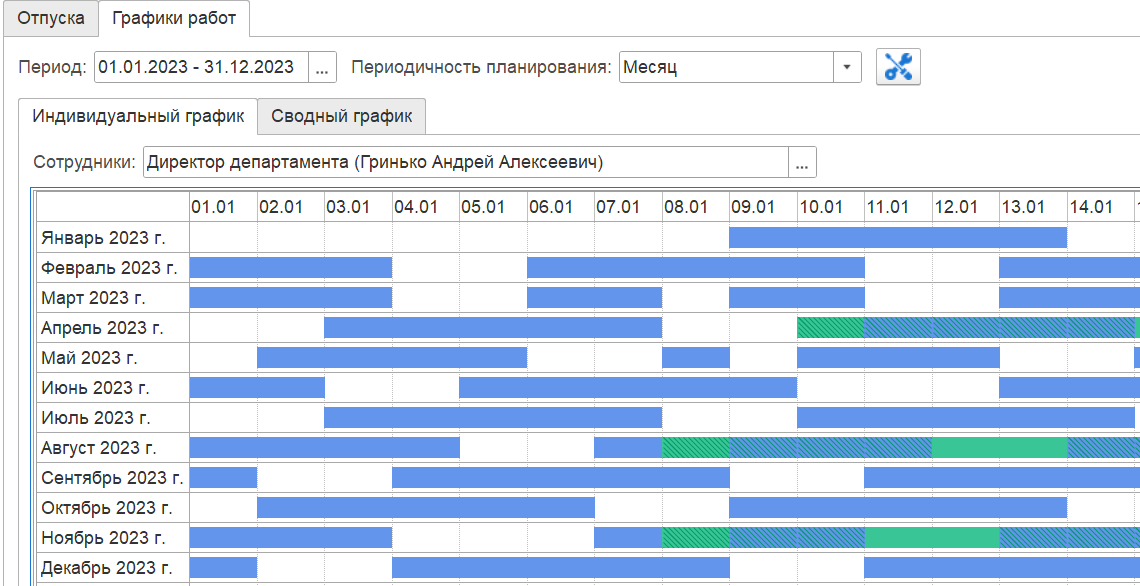 Отпуска Графики работ
Период: 01.01.2023 - 31.12.2023 ... Периодичность планирования: Месяц
Индивидуальный график Сводный график
Сотрудники: Директор департамента (Гринько Андрей Алексеевич) ...
01.01 02.01 03.01 04.01 05.01 06.01 07.01 08.01 09.01 10.01 11.01 12.01 13.01 14.01
Январь 2023 г.
Февраль 2023 г.
Март 2023 г.
Апрель 2023 г.
Май 2023 г.
Июнь 2023 г.
Июль 2023 г.
Август 2023 г.
Сентябрь 2023 г.
Октябрь 2023 г.
Ноябрь 2023 г.
Декабрь 2023 г.